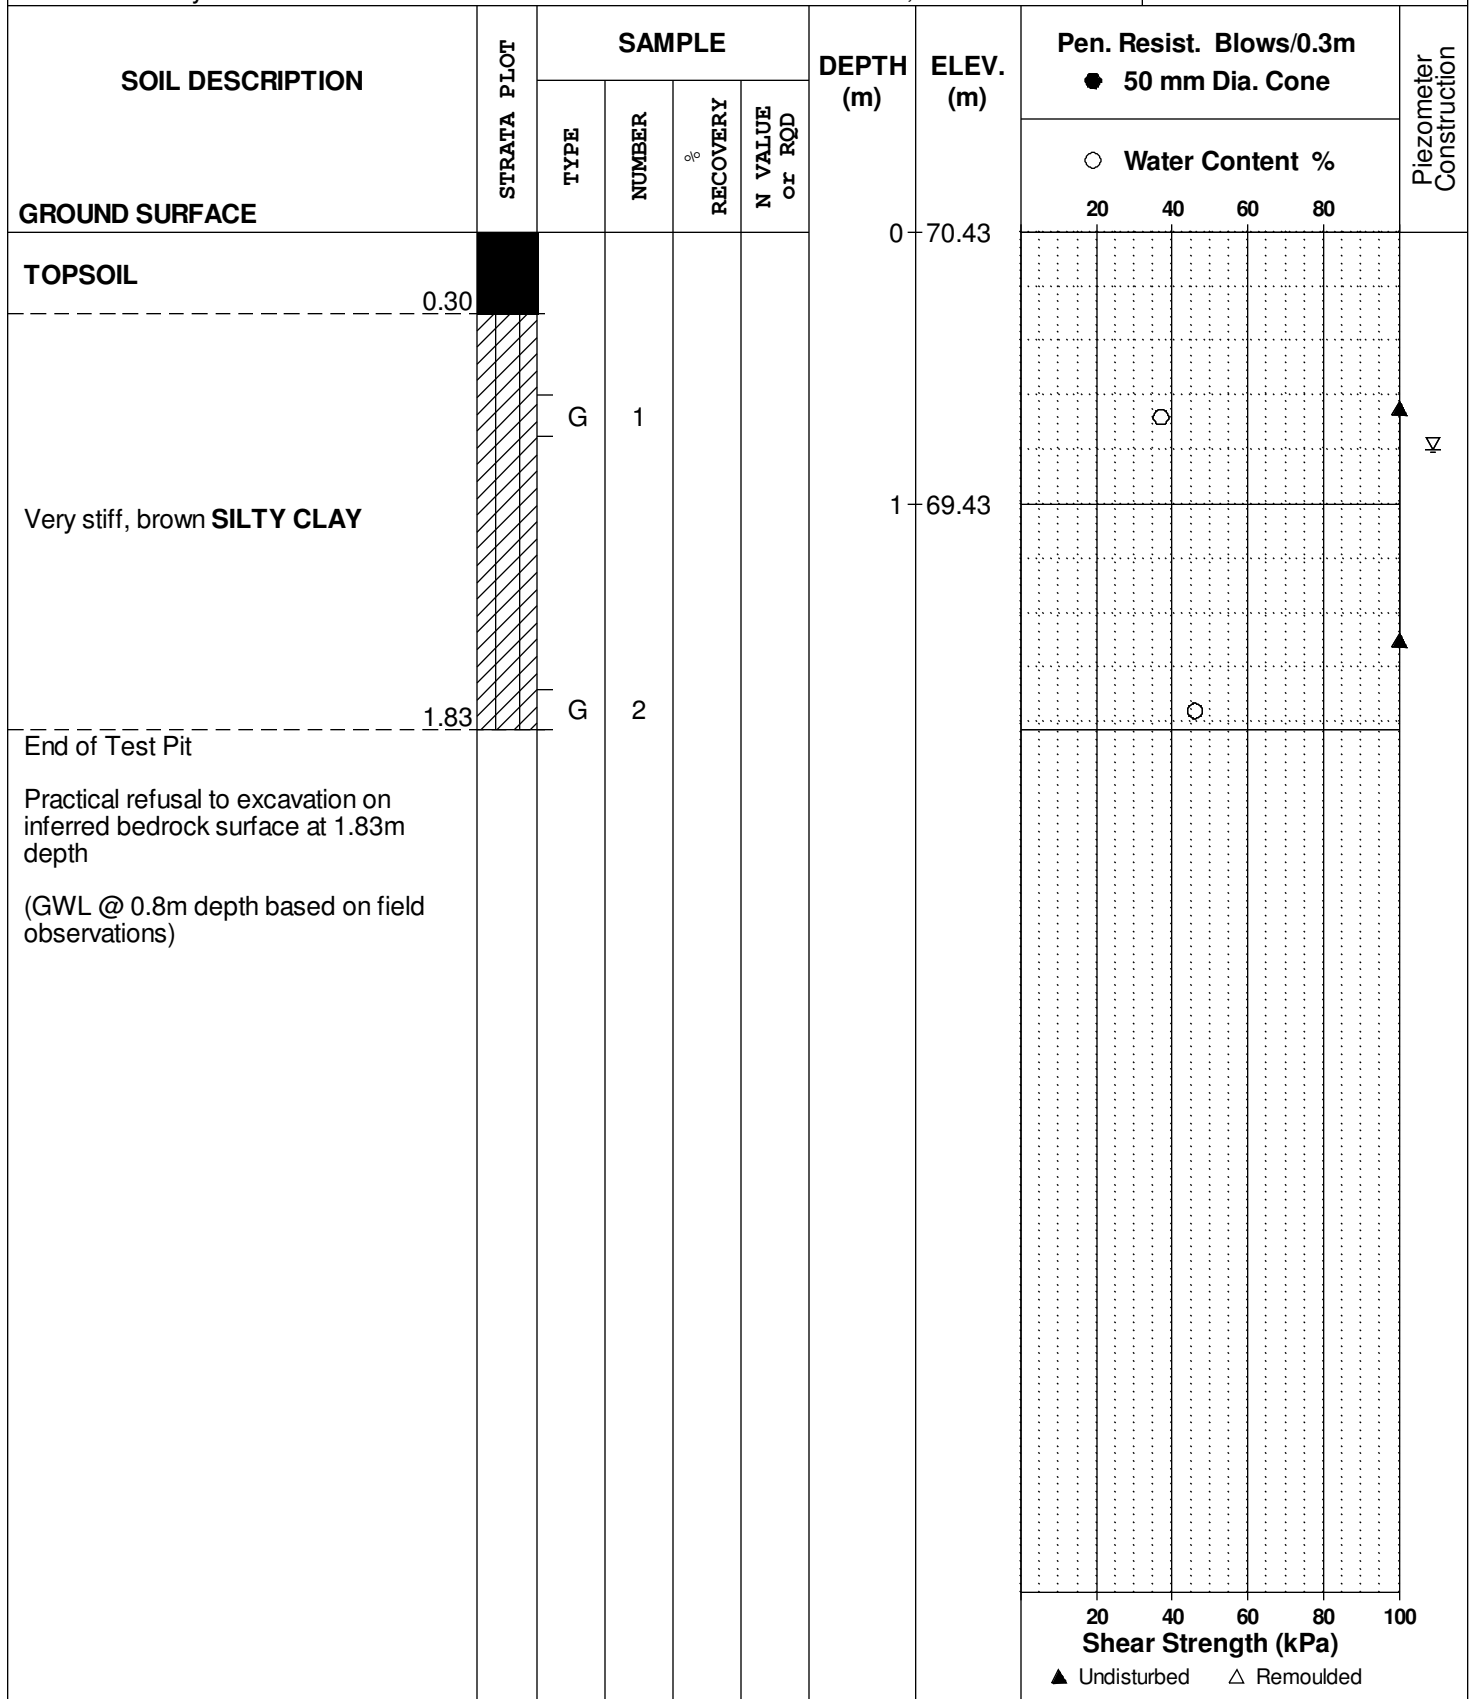 SOIL DESCRIPTION
GROUND SURFACE
STRATA PLOT
SAMPLE
TYPE
NUMBER
%
RECOVERY
N VALUE
or RQD
DEPTH
(m)
ELEV.
(m)
Pen. Resist. Blows/0.3m
● 50 mm Dia. Cone
○ Water Content %
20 40 60 80
Piezometer
Construction
0 70.43
TOPSOIL
0.30
G 1
1 69.43
Very stiff, brown SILTY CLAY
G 2
1.83
End of Test Pit
Practical refusal to excavation on
inferred bedrock surface at 1.83m
depth
(GWL @ 0.8m depth based on field
observations)
20 40 60 80 100
Shear Strength (kPa)
▲ Undisturbed △ Remoulded